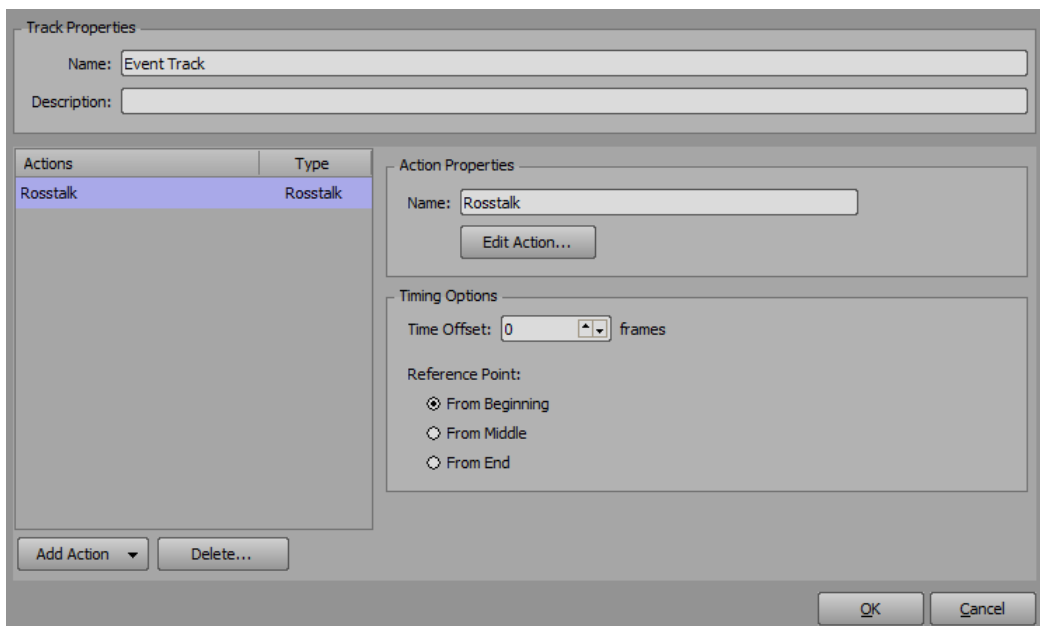 Track Properties
Name: Event Track
Description:
Actions Type
Rosstalk Rosstalk
Action Properties
Name: Rosstalk
Edit Action...
Timing Options
Time Offset: 0 frames
Reference Point:
From Beginning
From Middle
From End
Add Action Delete...
OK Cancel